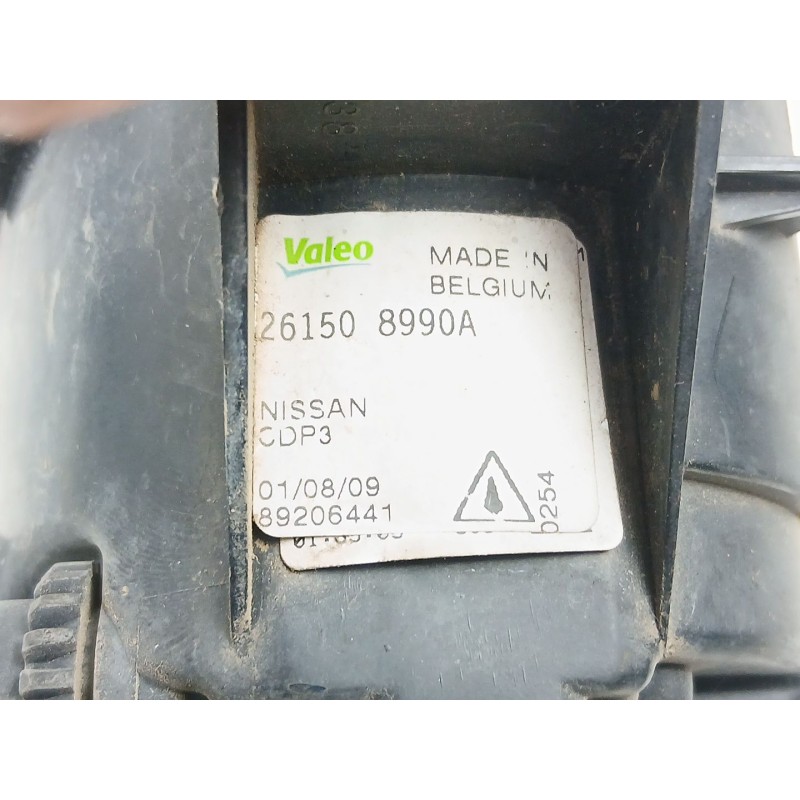 Valeo
MADE IN
BELGIUM
26150 8990A
NISSAN
CDP3
01/08/09
89206441
0254